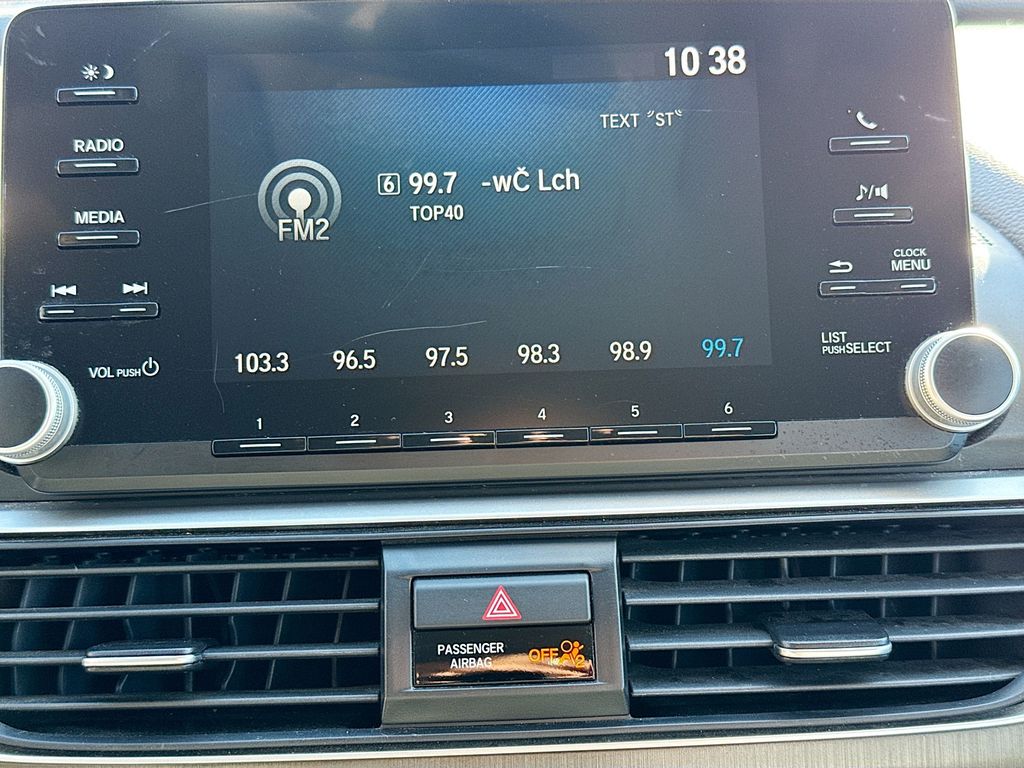 10 38
RADIO
TEXT "ST"
6 99.7 -wČ Lch
TOP40
FM2
MEDIA
CLOCK
MENU
103.3 96.5 97.5 98.3 98.9 99.7
LIST
PUSH SELECT
VOL PUSH
1 2 3 4 5 6
PASSENGER
AIRBAG
OFF 2